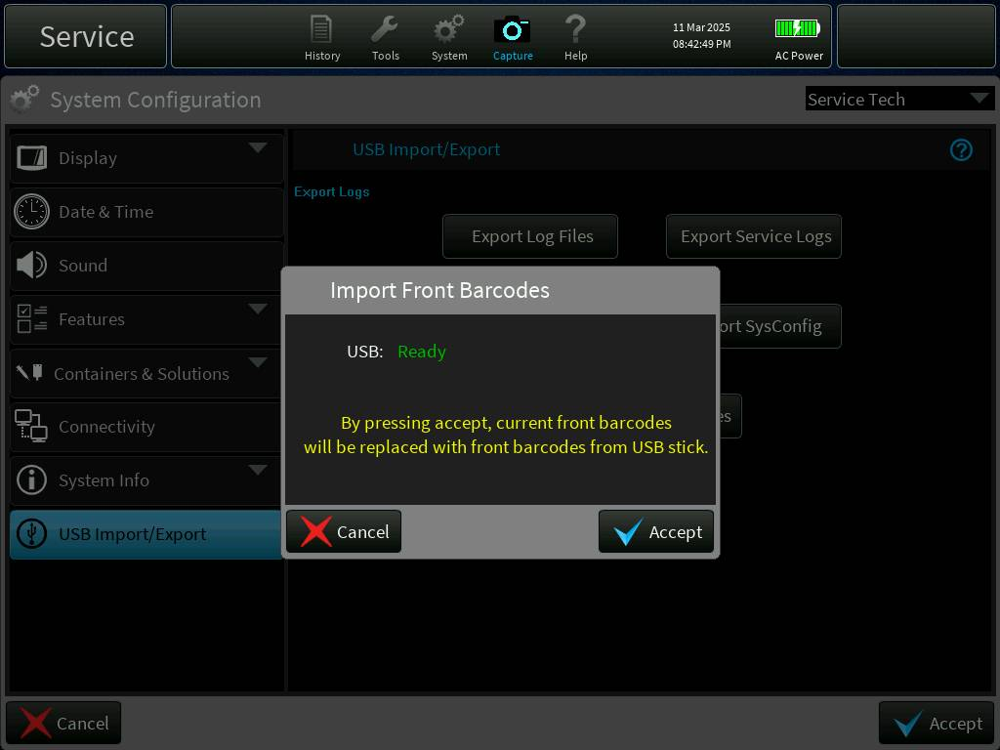 Service
History
Tools
System
Capture
Help
11 Mar 2025
08:42:49 PM
AC Power
System Configuration
Service Tech
Display
Date & Time
Sound
Features
Containers & Solutions
Connectivity
System Info
USB Import/Export
USB Import/Export
Export Logs
Export Log Files
Export Service Logs
ort SysConfig
es
Import Front Barcodes
USB: Ready
By pressing accept, current front barcodes
will be replaced with front barcodes from USB stick.
Cancel
Accept
Cancel
Accept